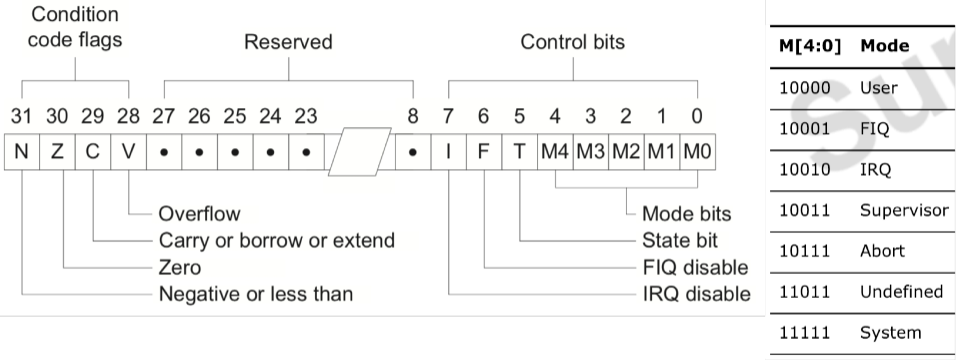 Condition
code flags
Reserved
Control bits
31 30 29 28 27 26 25 24 23 8 7 6 5 4 3 2 1 0
N Z C V • • • • • • I F T M4 M3 M2 M1 M0
Overflow
Carry or borrow or extend
Zero
Negative or less than
Mode bits
State bit
FIQ disable
IRQ disable
M[4:0] Mode
10000 User
10001 FIQ
10010 IRQ
10011 Supervisor
10111 Abort
11011 Undefined
11111 System